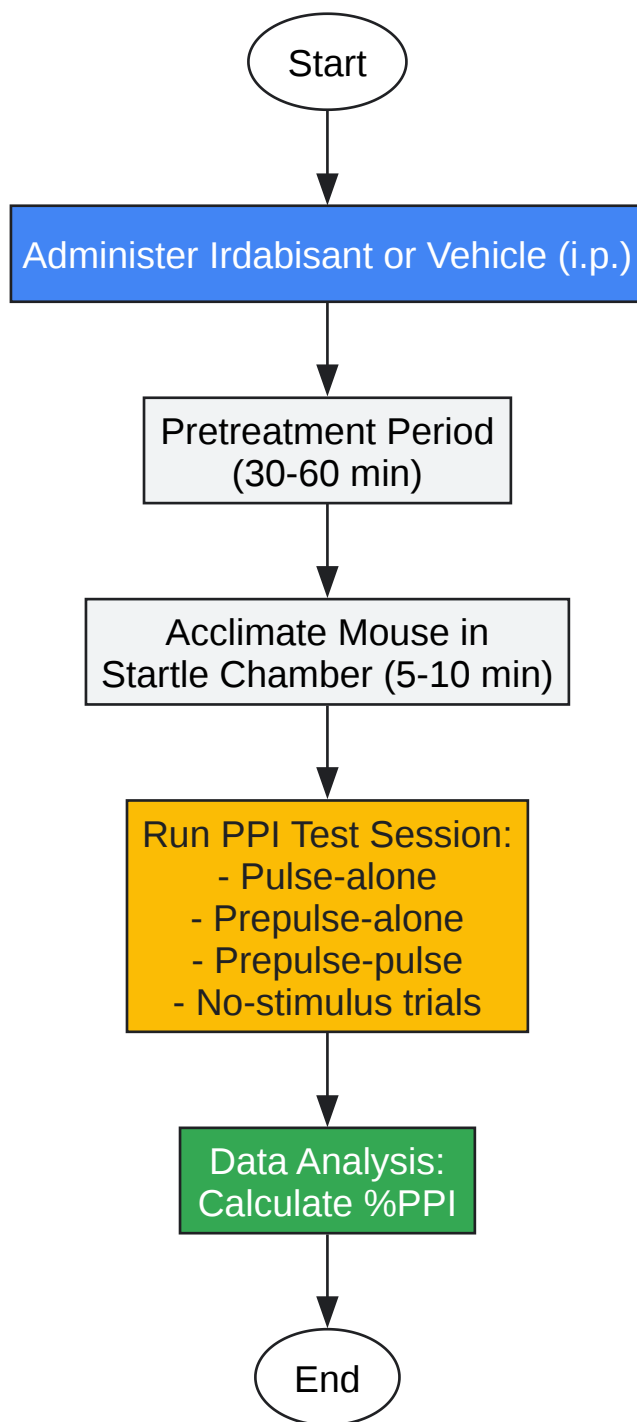 Start
Administer Irdabisant or Vehicle (i.p.)
Pretreatment Period
(30-60 min)
Acclimate Mouse in
Startle Chamber (5-10 min)
Run PPI Test Session:
- Pulse-alone
- Prepulse-alone
- Prepulse-pulse
- No-stimulus trials
Data Analysis:
Calculate %PPI
End